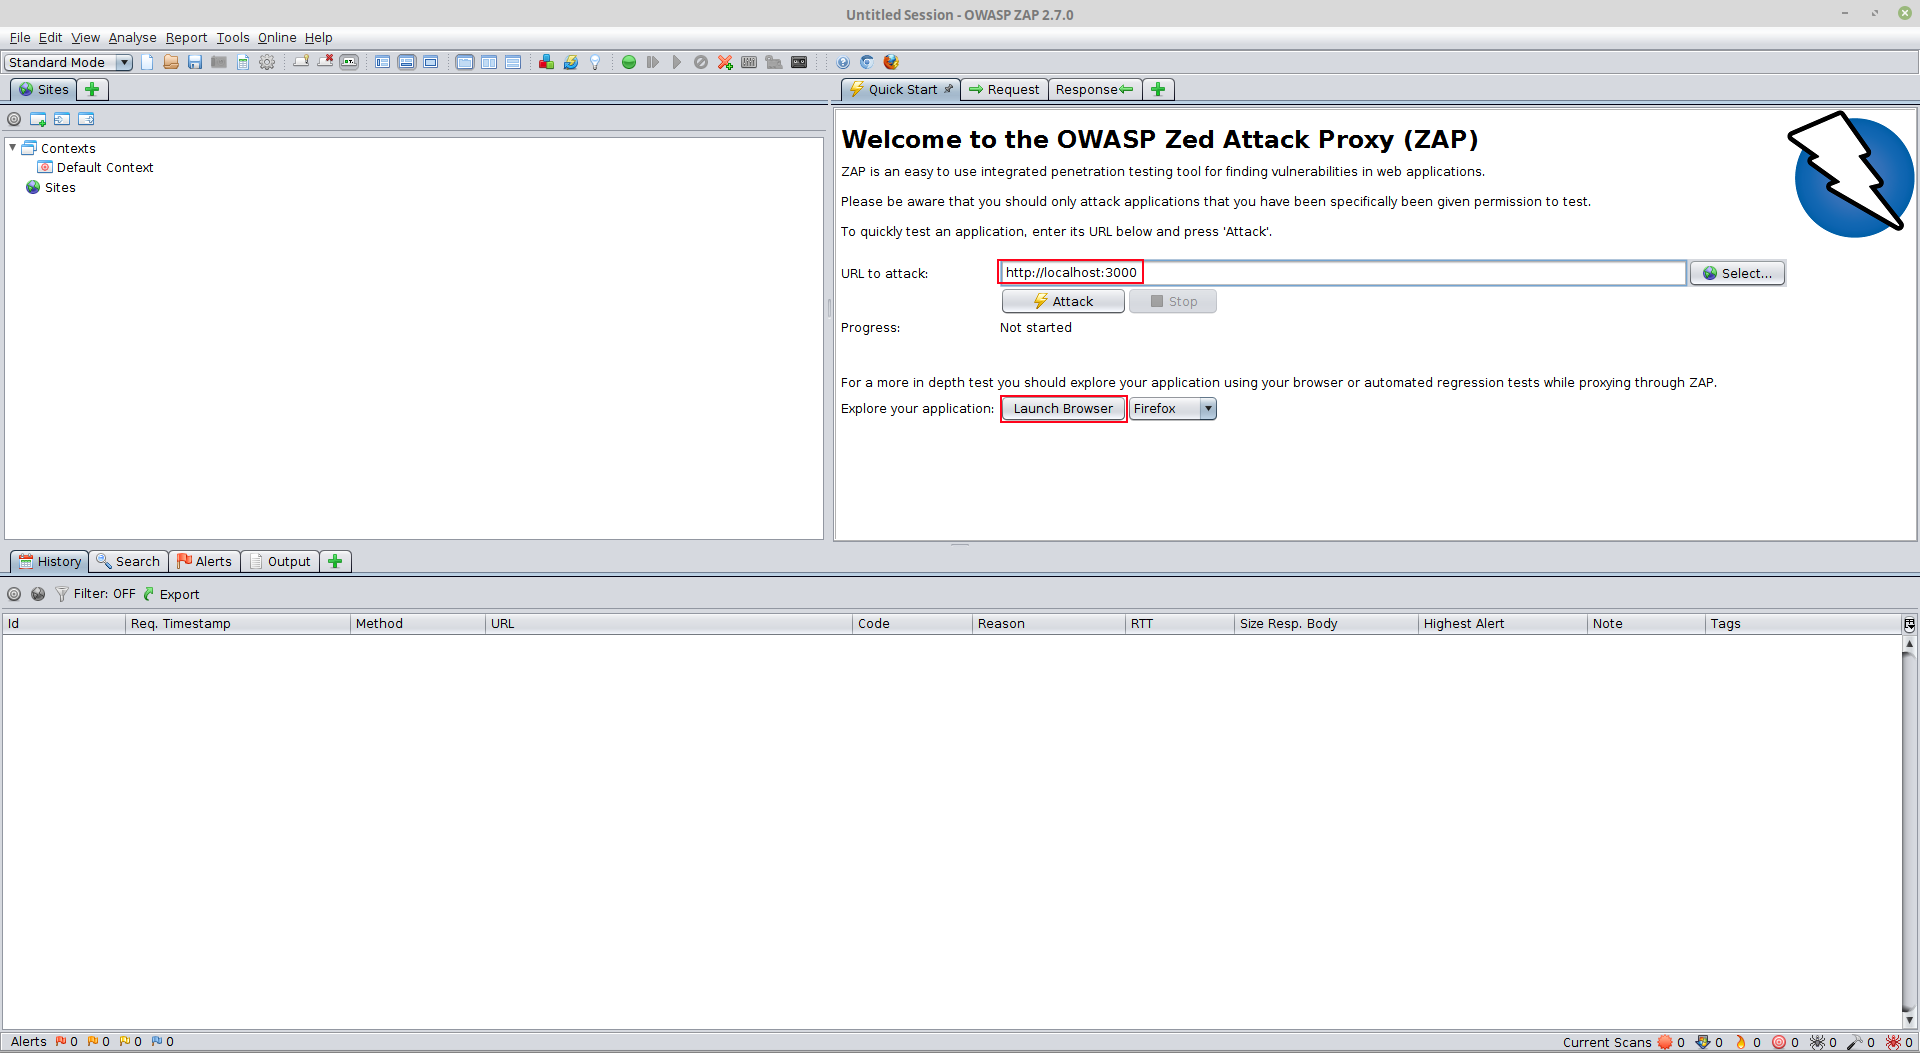 Untitled Session - OWASP ZAP 2.7.0
File Edit View Analyse Report Tools Online Help
Standard Mode
Sites
Quick Start Request Response
Contexts
Default Context
Sites
Welcome to the OWASP Zed Attack Proxy (ZAP)
ZAP is an easy to use integrated penetration testing tool for finding vulnerabilities in web applications.
Please be aware that you should only attack applications that you have been specifically been given permission to test.
To quickly test an application, enter its URL below and press 'Attack'.
URL to attack: http://localhost:3000 Select...
Attack Stop
Progress: Not started
For a more in depth test you should explore your application using your browser or automated regression tests while proxying through ZAP.
Explore your application: Launch Browser Firefox
History Search Alerts Output
Filter: OFF Export
Id Req. Timestamp Method URL Code Reason RTT Size Resp. Body Highest Alert Note Tags
Alerts 0 0 0 0 Current Scans 0 0 0 0 0 0 0